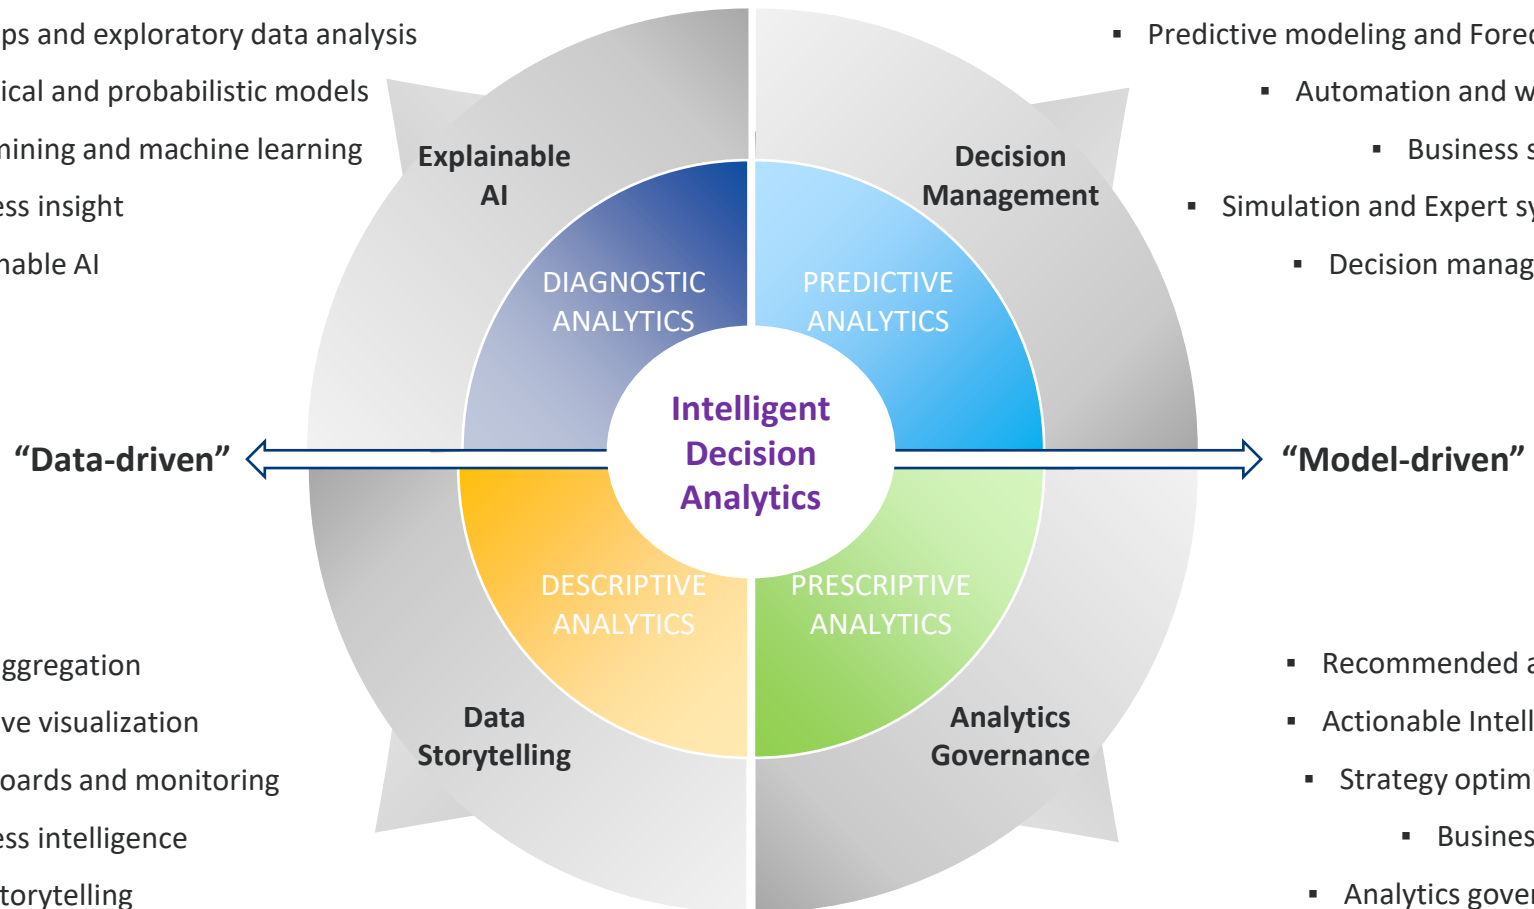 ps and exploratory data analysis
ical and probabilistic models
mining and machine learning
ess insight
nable AI
▪ Predictive modeling and Fore
▪ Automation and w
▪ Business s
▪ Simulation and Expert sy
▪ Decision manag
Explainable
AI
Decision
Management
DIAGNOSTIC
ANALYTICS
PREDICTIVE
ANALYTICS
“Data-driven”
Intelligent
Decision
Analytics
“Model-driven”
DESCRIPTIVE
ANALYTICS
PRESCRIPTIVE
ANALYTICS
Data
Storytelling
Analytics
Governance
ggregation
ve visualization
oards and monitoring
ess intelligence
torytelling
▪ Recommended a
▪ Actionable Intell
▪ Strategy optim
▪ Busines
▪ Analytics gover